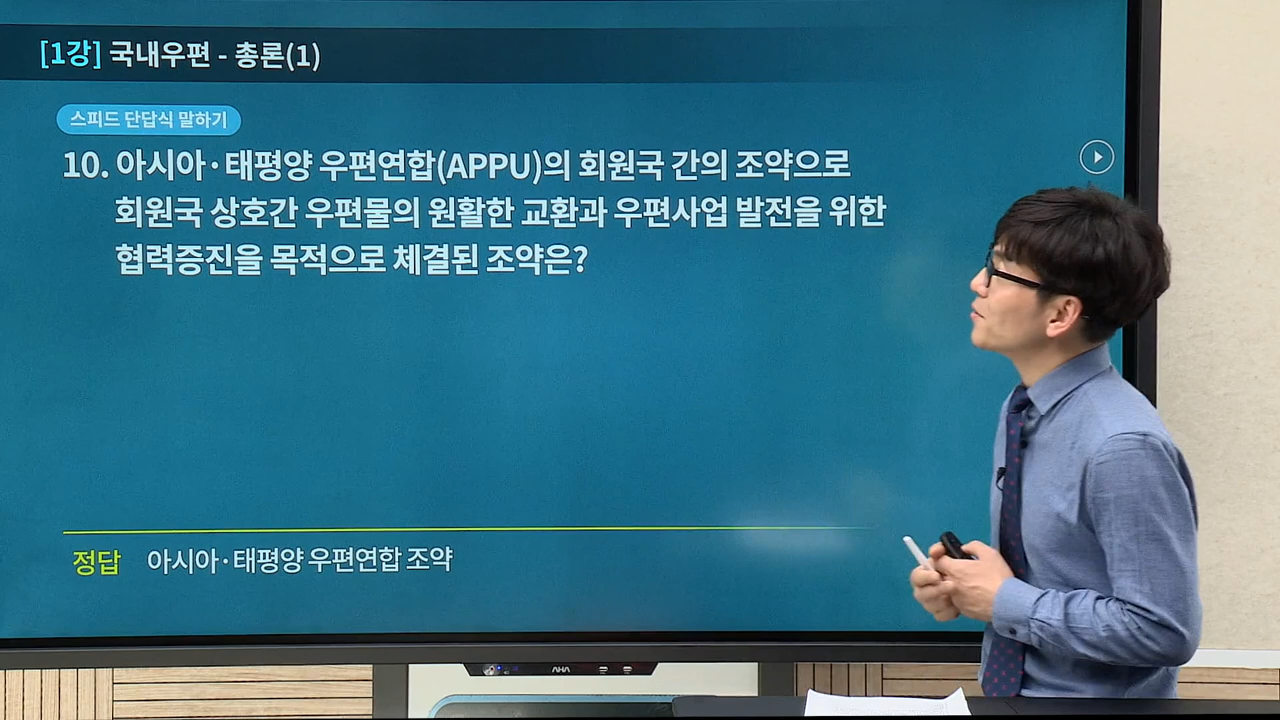 [1강] 국내우편 - 총론(1)
스피드 단답식 말하기
10. 아시아·태평양 우편연합(APPU)의 회원국 간의 조약으로
회원국 상호간 우편물의 원활한 교환과 우편사업 발전을 위한
협력증진을 목적으로 체결된 조약은?
정답 아시아·태평양 우편연합 조약
AHA